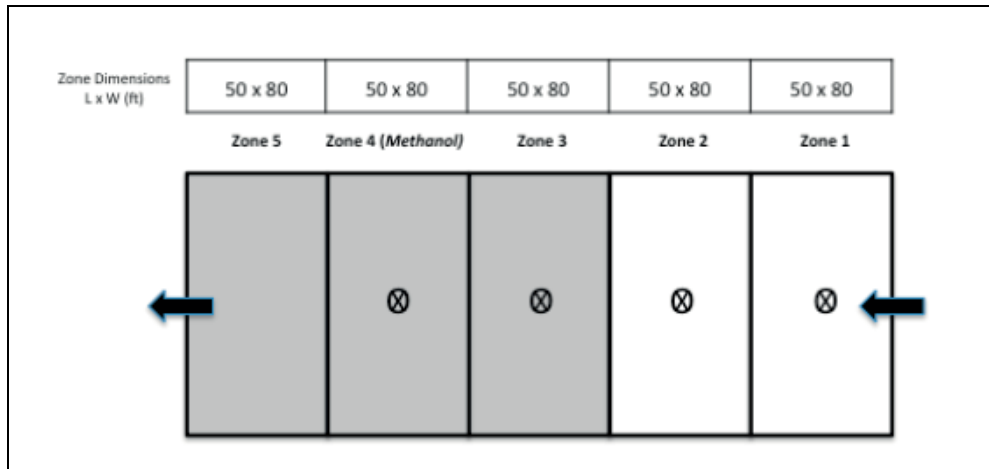 Zone Dimensions
L x W (ft)
50 x 80 50 x 80 50 x 80 50 x 80 50 x 80
Zone 5 Zone 4 (Methanol) Zone 3 Zone 2 Zone 1